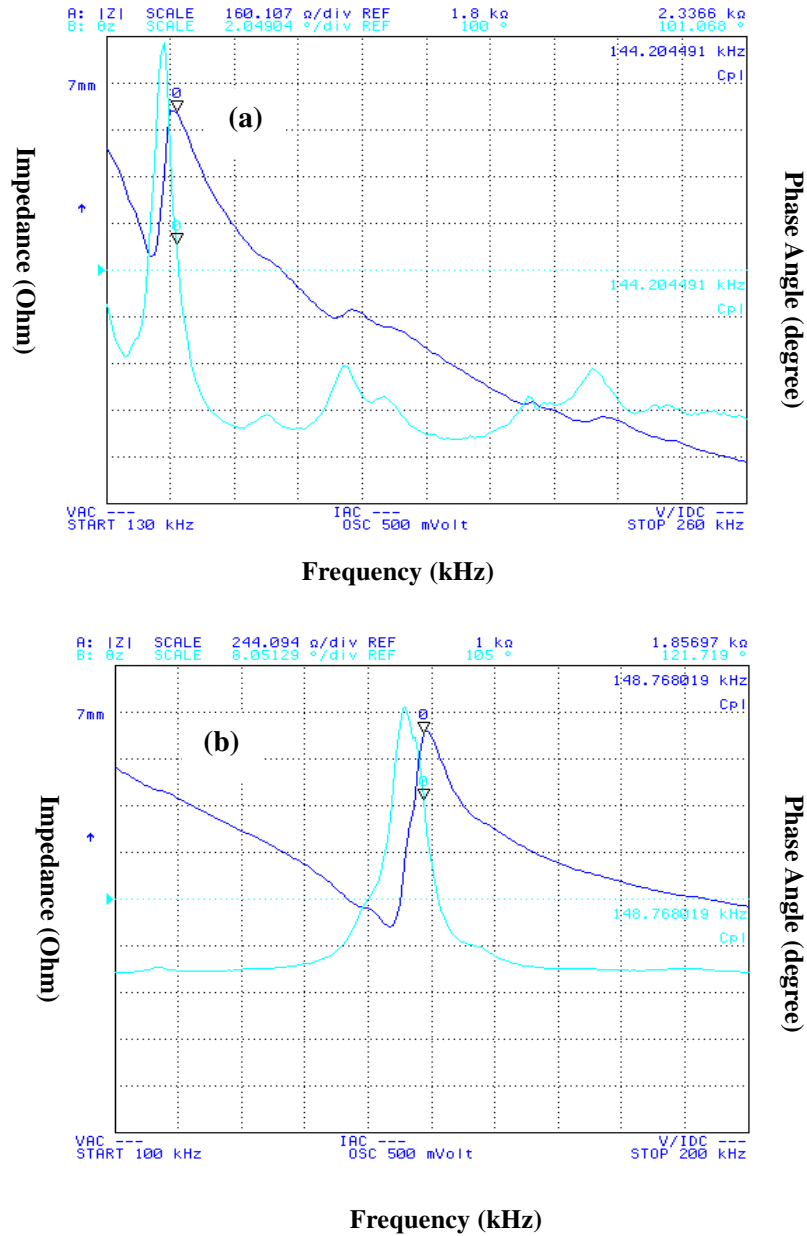 A: |Z| SCALE 160.107 Ω/div REF 1.8 kΩ 2.3366 kΩ
B: θz SCALE 2.04904 °/div REF 100 ° 101.068 °
144.204491 kHz
Cpl
7mm
0
(a)
0
144.204491 kHz
Cpl
Impedance (Ohm)
Phase Angle (degree)
VAC --- IAC --- V/IDC ---
START 130 kHz OSC 500 mVolt STOP 260 kHz
Frequency (kHz)
A: |Z| SCALE 244.094 Ω/div REF 1 kΩ 1.85697 kΩ
B: θz SCALE 8.05129 °/div REF 105 ° 121.719 °
148.768019 kHz
Cpl
7mm
0
(b)
0
148.768019 kHz
Cpl
Impedance (Ohm)
Phase Angle (degree)
VAC --- IAC --- V/IDC ---
START 100 kHz OSC 500 mVolt STOP 200 kHz
Frequency (kHz)